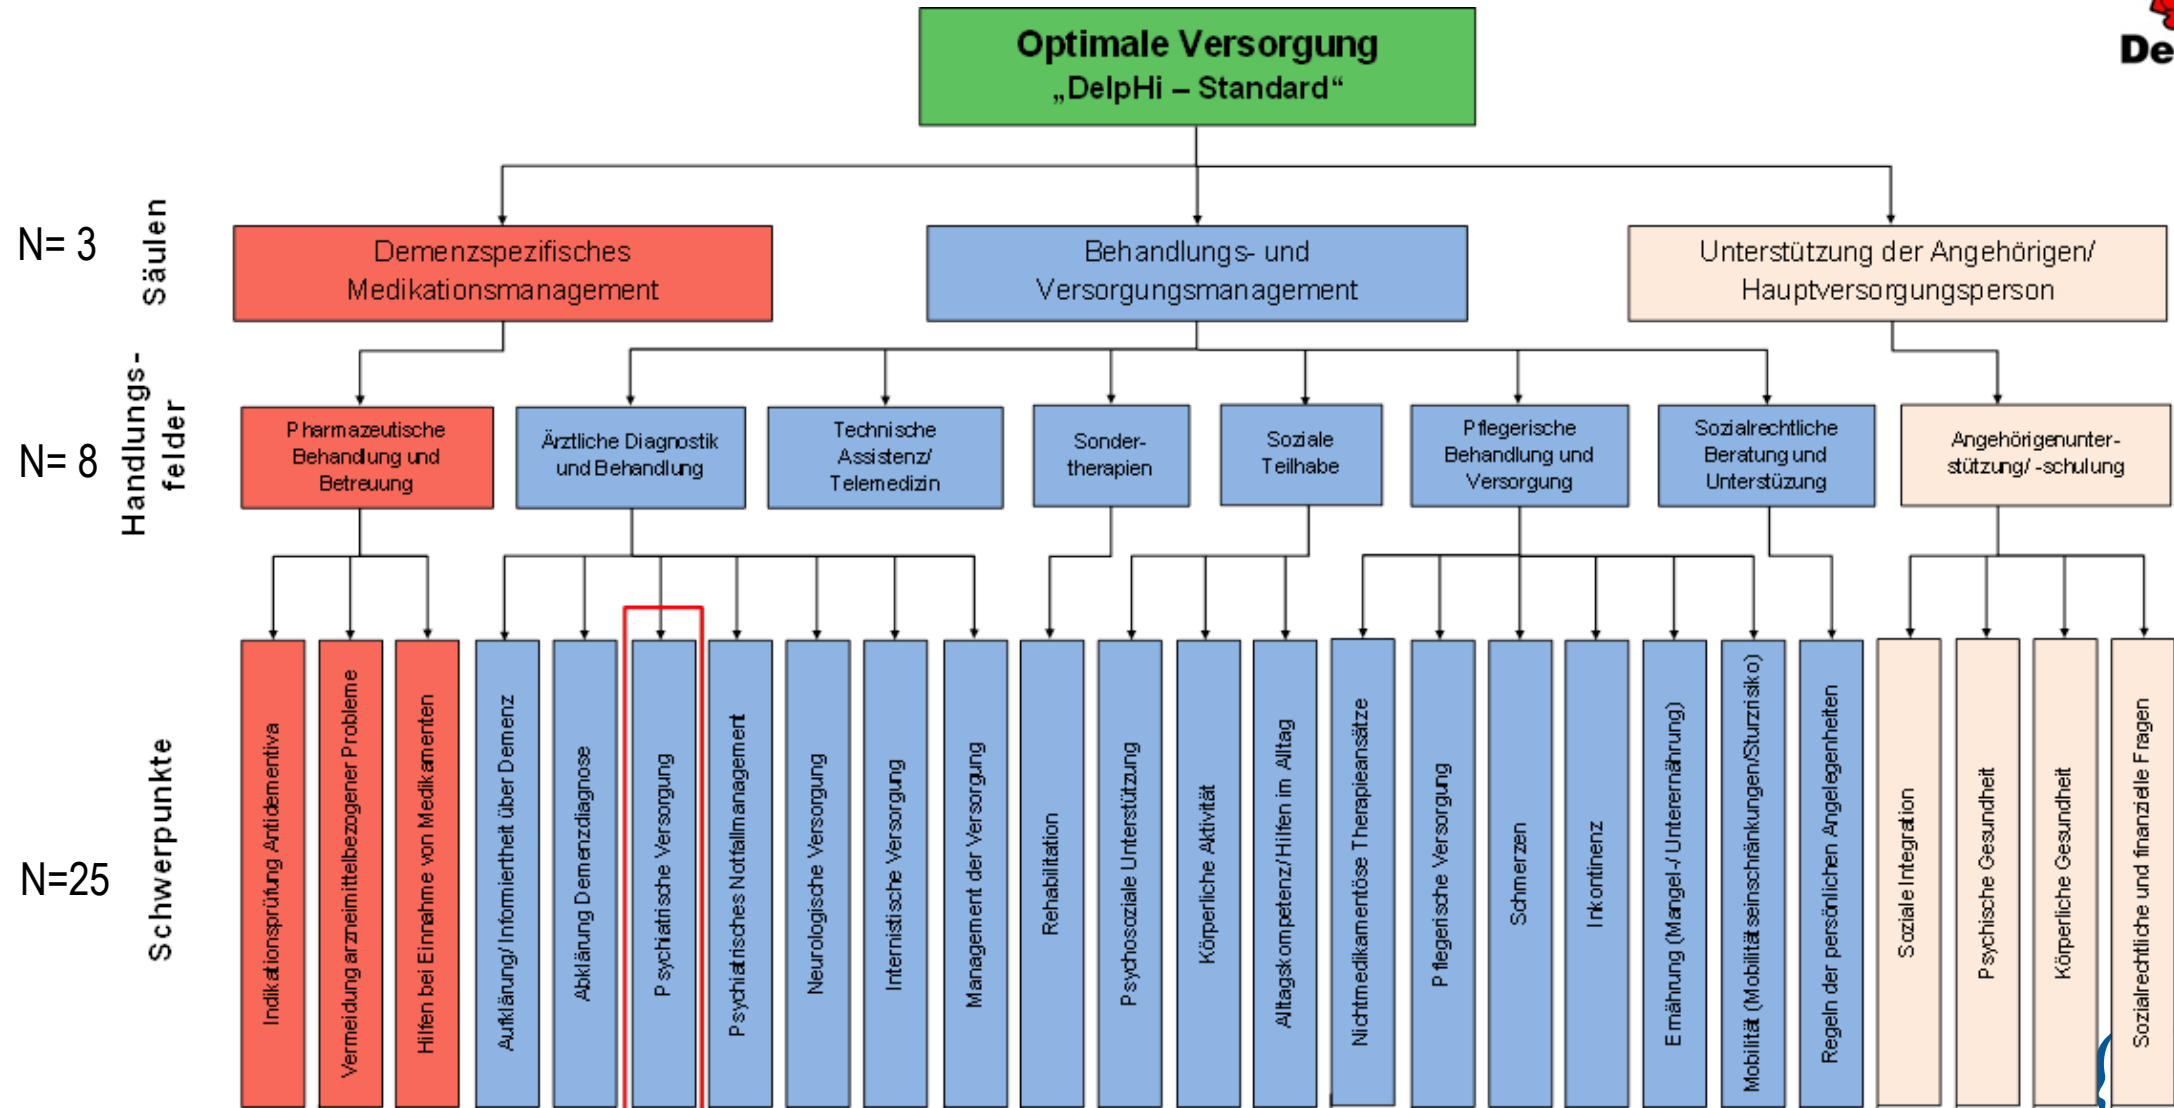 Optimale Versorgung
„DelpHi – Standard“
De
N= 3
Säulen
Demenzspezifisches
Medikationsmanagement
Behandlungs- und
Versorgungsmanagement
Unterstützung der Angehörigen/
Hauptversorgungsperson
N= 8
Handlungs-
felder
Pharmazeutische
Behandlung und
Betreuung
Ärztliche Diagnostik
und Behandlung
Technische
Assistenz/
Telemedizin
Sonder-
therapien
Soziale
Teilhabe
Pflegerische
Behandlung und
Versorgung
Sozialrechtliche
Beratung und
Unterstüzung
Angehörigenunter-
stützung/ -schulung
N=25
Schwerpunkte
Indikationsprüfung Antidementiva
Vermeidung arzneimittelbezogener Probleme
Hilfen bei Einnahme von Medikamenten
Aufklärung/ Informiertheit über Demenz
Abklärung Demenzdiagnose
Psychiatrische Versorgung
Psychiatrisches Notfallmanagement
Neurologische Versorgung
Internistische Versorgung
Management der Versorgung
Rehabilitation
Psychosoziale Unterstützung
Körperliche Aktivität
Alltagskompetenz/ Hilfen im Alltag
Nichtmedikamentöse Therapieansätze
Pflegerische Versorgung
Schmerzen
Inkontinenz
Ernährung (Mangel-/ Unterernährung)
Mobilität (Mobilitätseinschränkungen/Sturzrisiko)
Regeln der persönlichen Angelegenheiten
Soziale Integration
Psychische Gesundheit
Körperliche Gesundheit
Sozialrechtliche und finanzielle Fragen